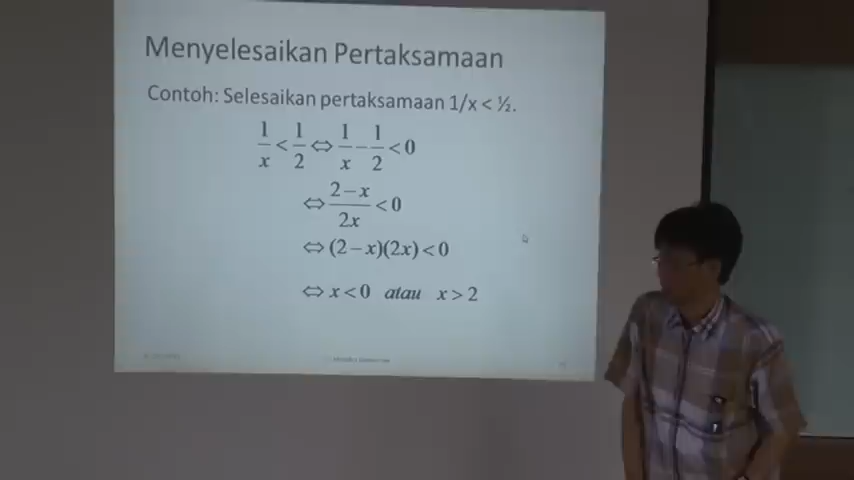 Menyelesaikan Pertaksamaan
Contoh: Selesaikan pertaksamaan 1/x < ½.
1/x < 1/2 ⇔ 1/x − 1/2 < 0
⇔ (2−x)/2x < 0
⇔ (2−x)(2x) < 0
⇔ x < 0 atau x > 2